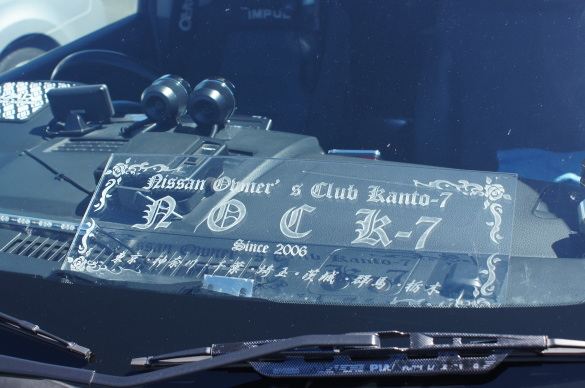 IMPUL
Nissan Owner's Club Kanto-7
NOCK-7
Since 2006
東京・神奈川・千葉・埼玉・茨城・群馬・栃木